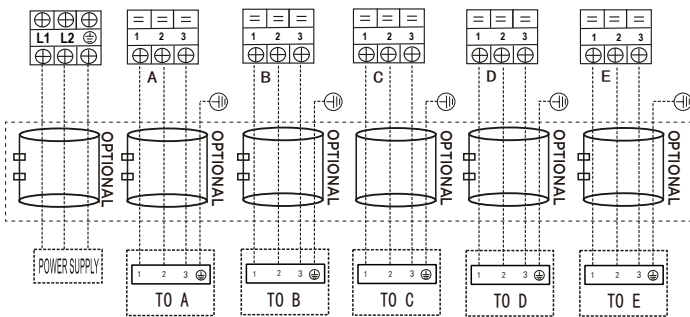 L1 L2
1 2 3
1 2 3
1 2 3
1 2 3
1 2 3
A
B
C
D
E
OPTIONAL
OPTIONAL
OPTIONAL
OPTIONAL
OPTIONAL
OPTIONAL
POWER SUPPLY
1 2 3
1 2 3
1 2 3
1 2 3
1 2 3
TO A
TO B
TO C
TO D
TO E